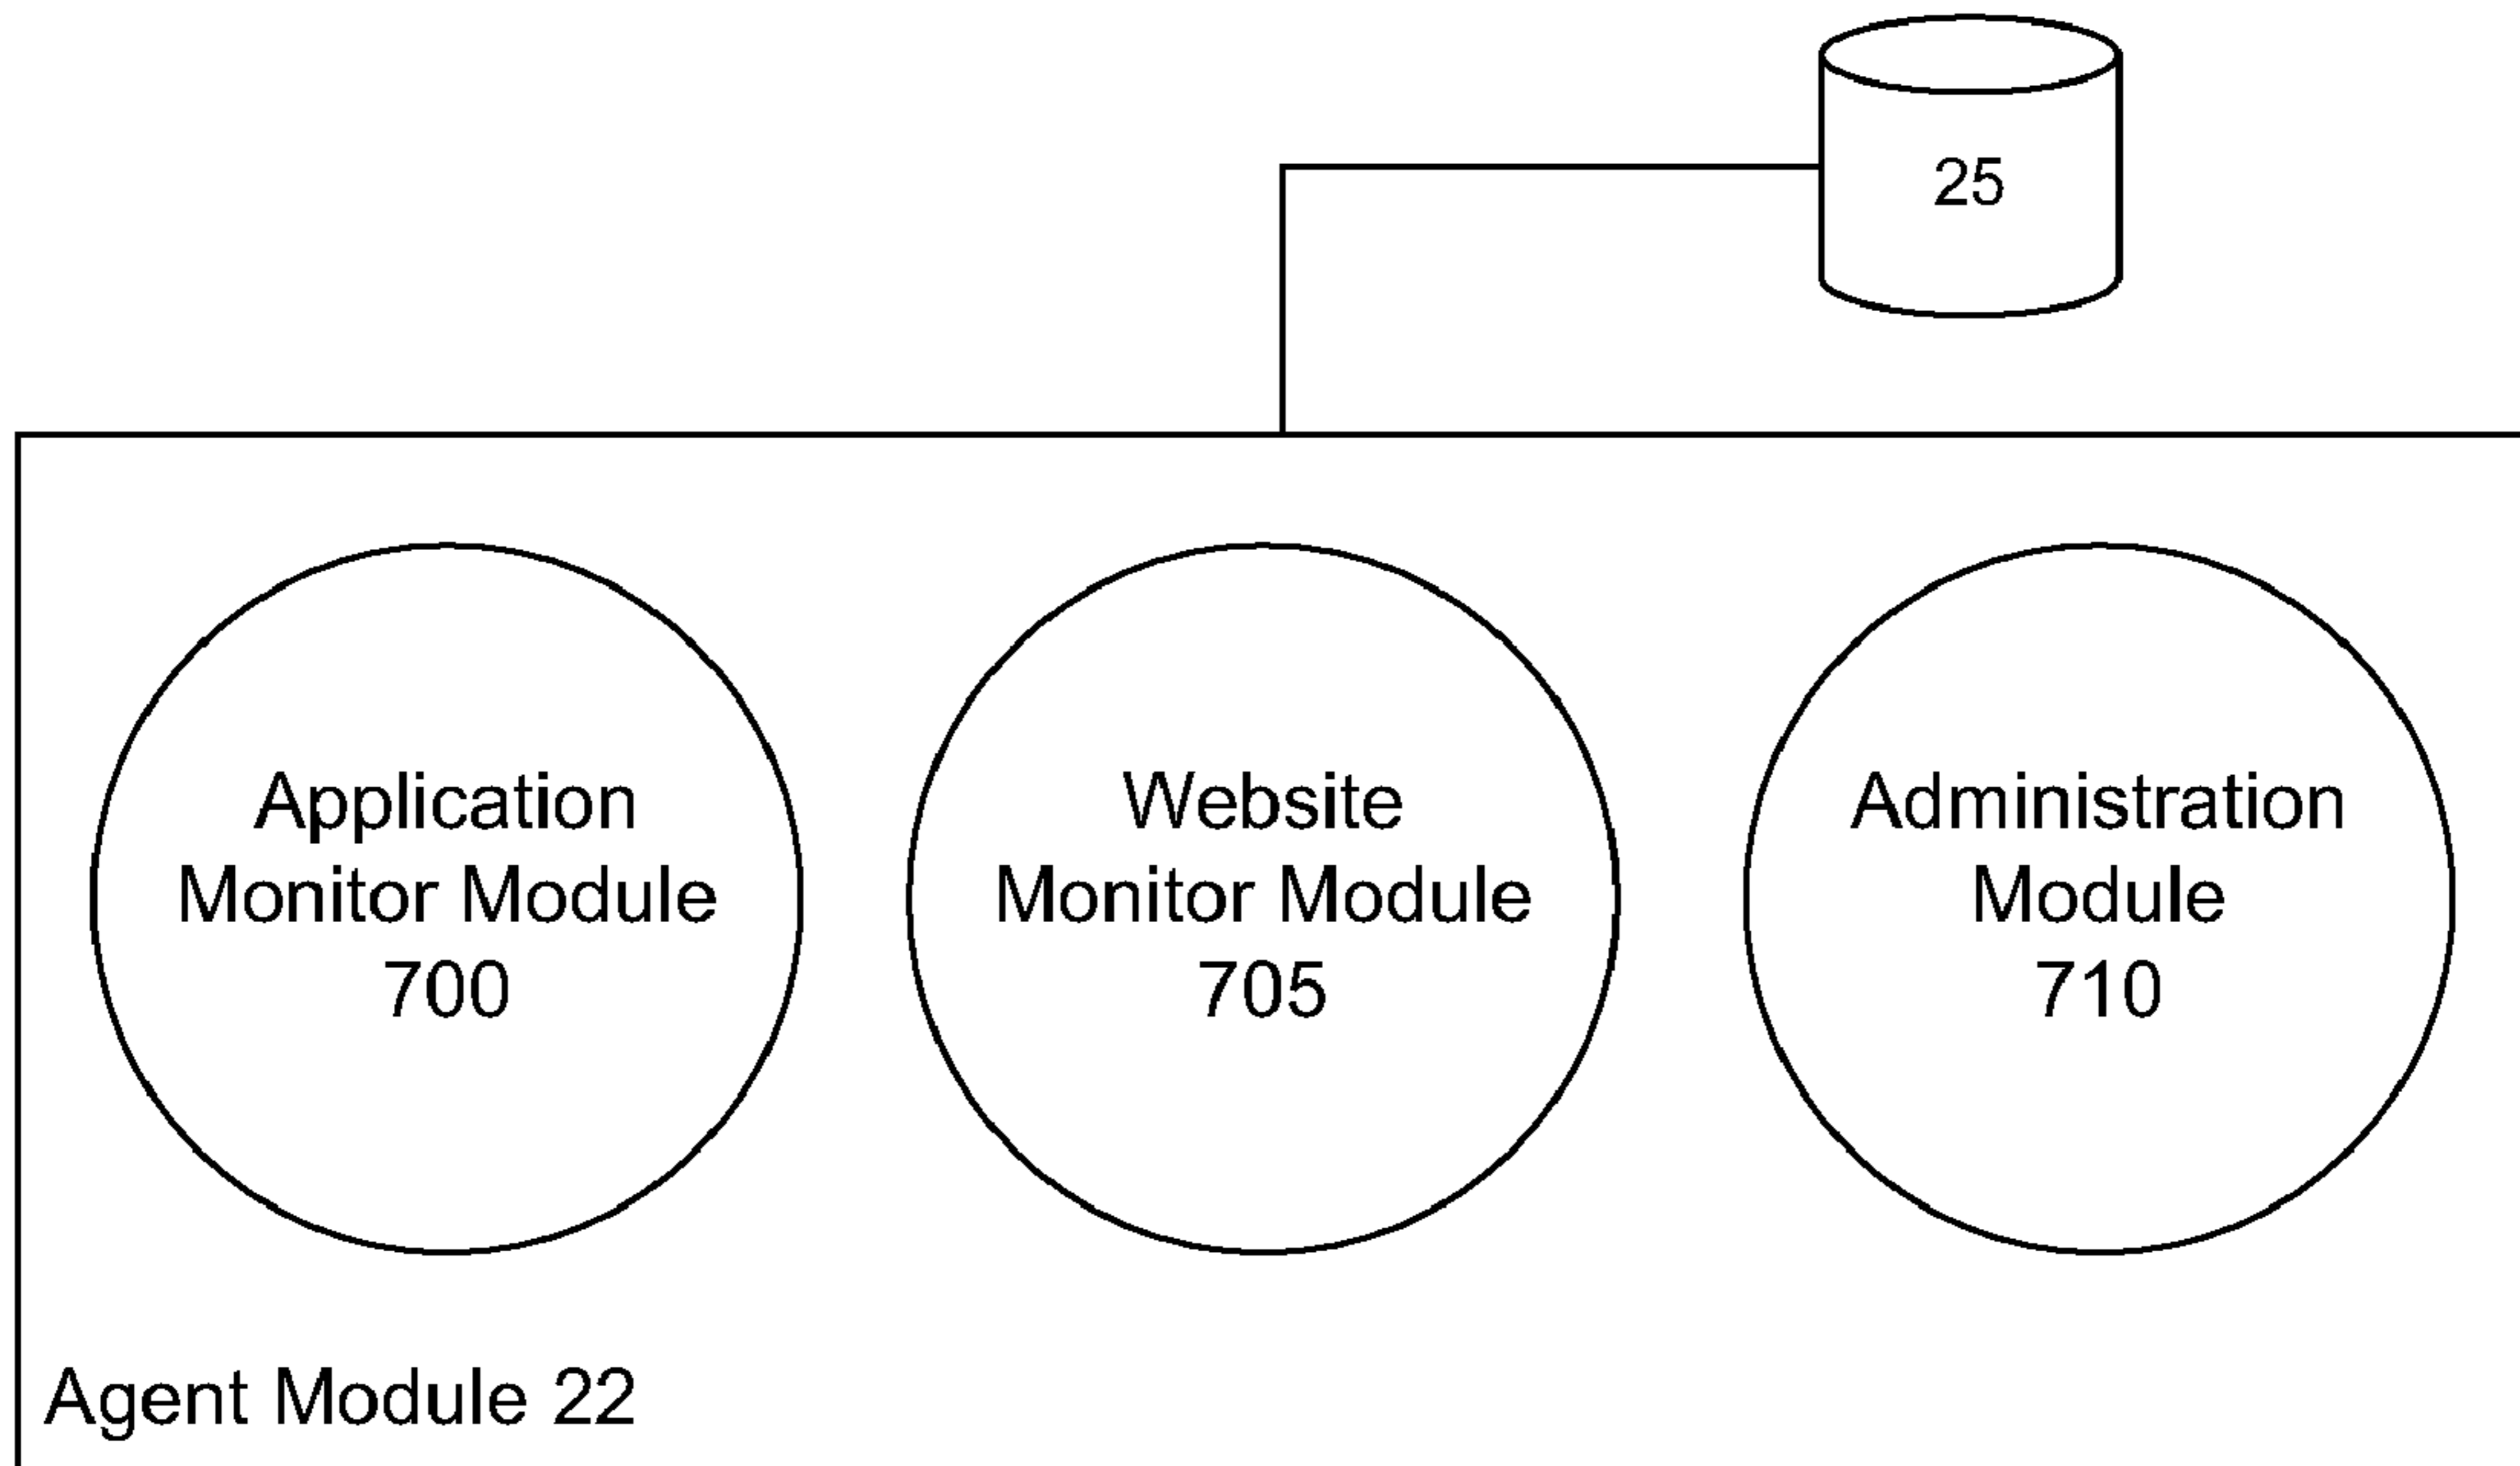 25
Application
Monitor Module
700
Website
Monitor Module
705
Administration
Module
710
Agent Module 22